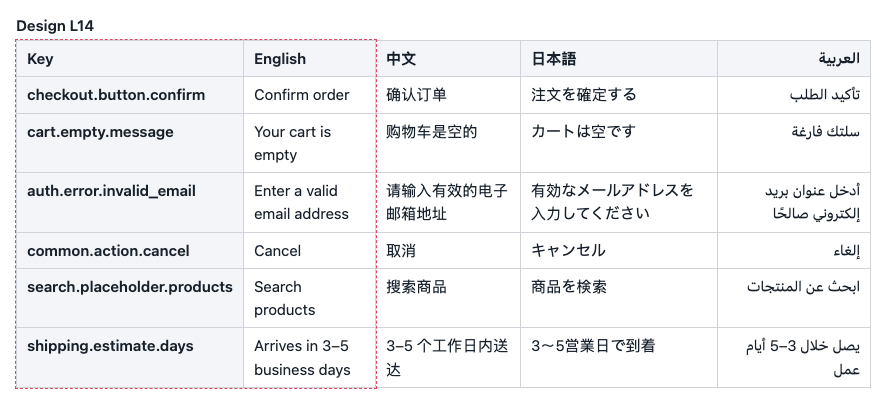 Design L14
Key English 中文 日本語 العربية
checkout.button.confirm Confirm order 确认订单 注文を確定する تأكيد الطلب
cart.empty.message Your cart is 购物车是空的 カートは空です سلتك فارغة
empty
auth.error.invalid_email Enter a valid 请输入有效的电子 有効なメールアドレスを أدخل عنوان بريد
email address 邮箱地址 入力してください إلكتروني صالحًا
common.action.cancel Cancel 取消 キャンセル إلغاء
search.placeholder.products Search 搜索商品 商品を検索 ابحث عن المنتجات
products
shipping.estimate.days Arrives in 3–5 3–5 个工作日内送 3〜5営業日で到着 يصل خلال 3–5 أيام
business days 达 عمل